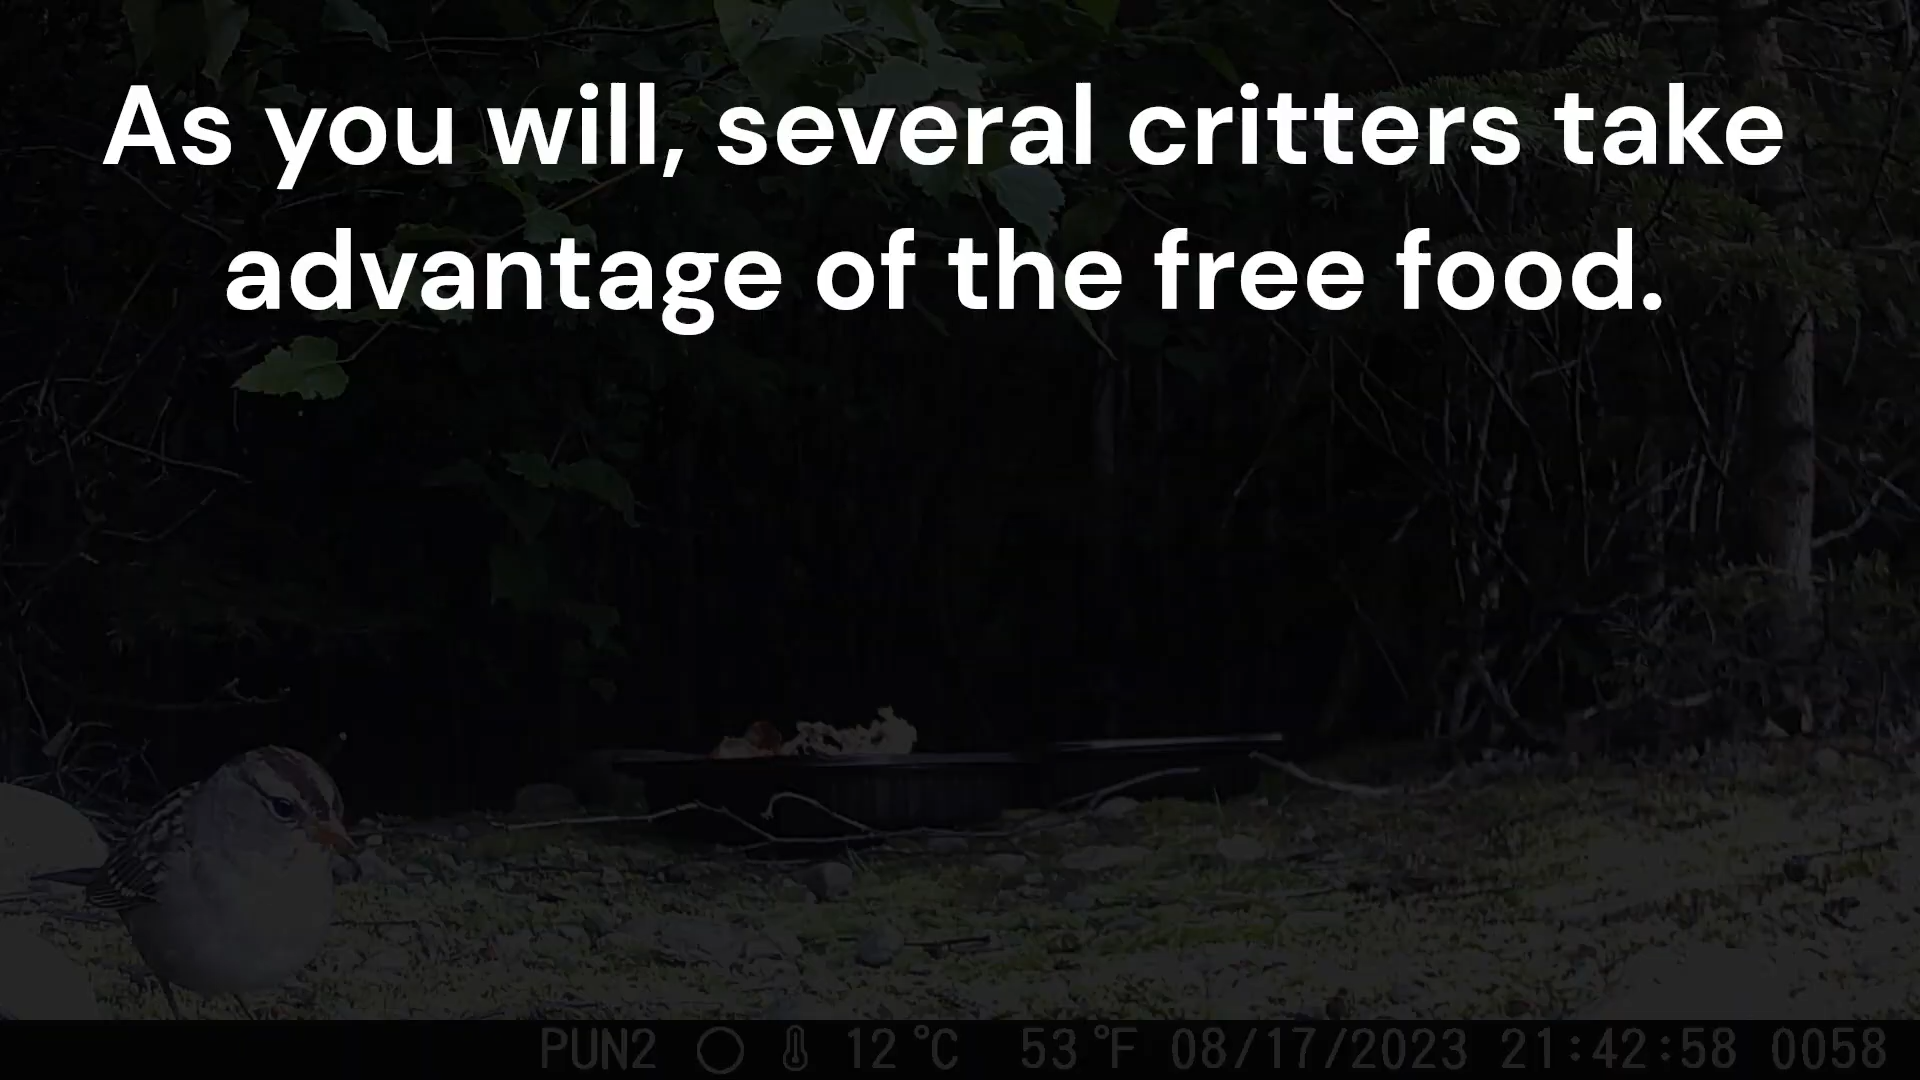 As you will, several critters take
advantage of the free food.
PUN2 12°C 53°F 08/17/2023 21:42:58 0058